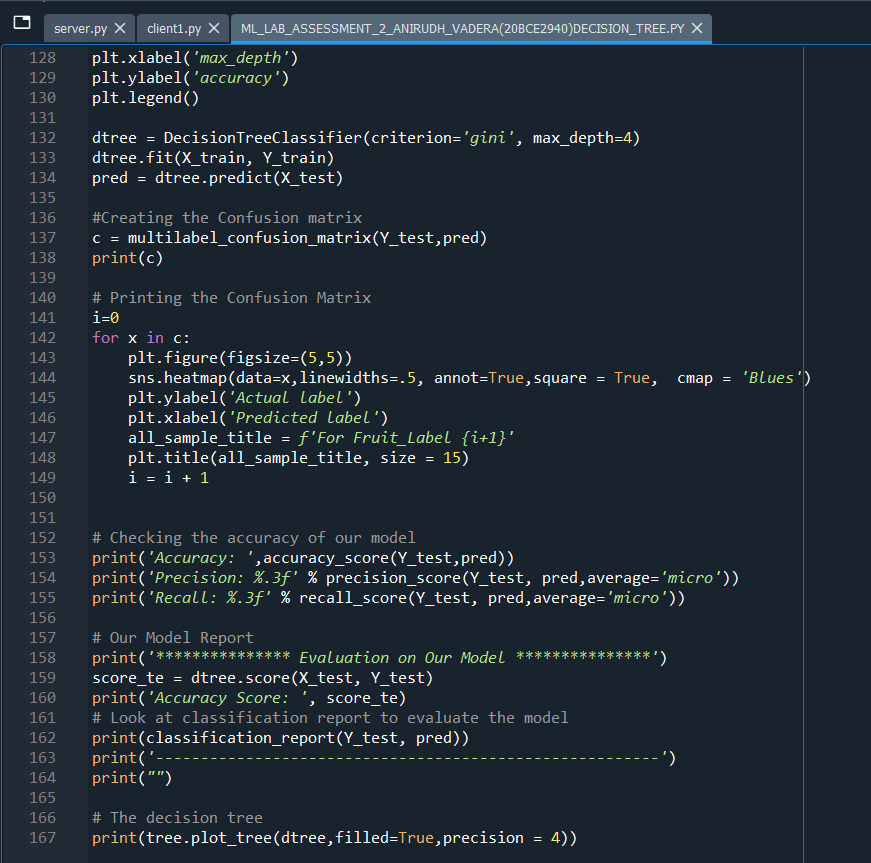 server.py client1.py ML_LAB_ASSESSMENT_2_ANIRUDH_VADERA(20BCE2940)DECISION_TREE.PY
128 plt.xlabel('max_depth')
129 plt.ylabel('accuracy')
130 plt.legend()
131
132 dtree = DecisionTreeClassifier(criterion='gini', max_depth=4)
133 dtree.fit(X_train, Y_train)
134 pred = dtree.predict(X_test)
135
136 #Creating the Confusion matrix
137 c = multilabel_confusion_matrix(Y_test,pred)
138 print(c)
139
140 # Printing the Confusion Matrix
141 i=0
142 for x in c:
143     plt.figure(figsize=(5,5))
144     sns.heatmap(data=x,linewidths=.5, annot=True,square = True,  cmap = 'Blues')
145     plt.ylabel('Actual label')
146     plt.xlabel('Predicted label')
147     all_sample_title = f'For Fruit_Label {i+1}'
148     plt.title(all_sample_title, size = 15)
149     i = i + 1
150
151
152 # Checking the accuracy of our model
153 print('Accuracy: ',accuracy_score(Y_test,pred))
154 print('Precision: %.3f' % precision_score(Y_test, pred,average='micro'))
155 print('Recall: %.3f' % recall_score(Y_test, pred,average='micro'))
156
157 # Our Model Report
158 print('*************** Evaluation on Our Model ***************')
159 score_te = dtree.score(X_test, Y_test)
160 print('Accuracy Score: ', score_te)
161 # Look at classification report to evaluate the model
162 print(classification_report(Y_test, pred))
163 print('--------------------------------------------------------')
164 print("")
165
166 # The decision tree
167 print(tree.plot_tree(dtree,filled=True,precision = 4))